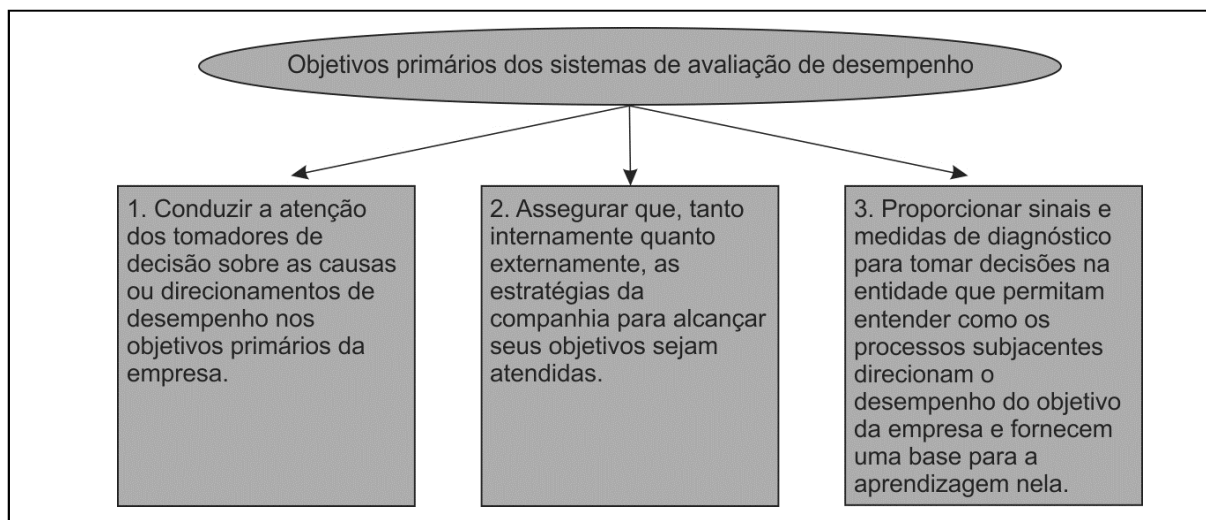 Objetivos primários dos sistemas de avaliação de desempenho
1. Conduzir a atenção
dos tomadores de
decisão sobre as causas
ou direcionamentos de
desempenho nos
objetivos primários da
empresa.
2. Assegurar que, tanto
internamente quanto
externamente, as
estratégias da
companhia para alcançar
seus objetivos sejam
atendidas.
3. Proporcionar sinais e
medidas de diagnóstico
para tomar decisões na
entidade que permitam
entender como os
processos subjacentes
direcionam o
desempenho do objetivo
da empresa e fornecem
uma base para a
aprendizagem nela.